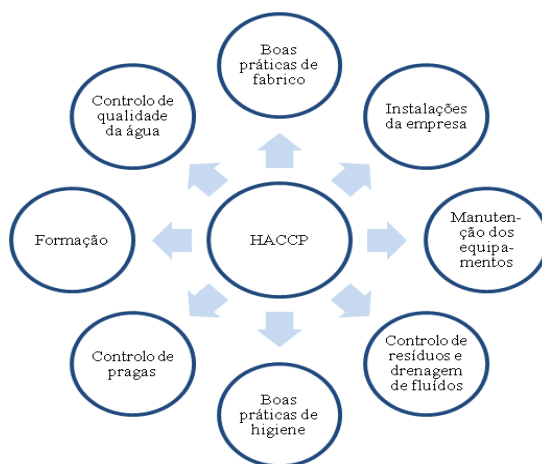 Boas
práticas de
fabrico
Instalações
da empresa
Manuten-
ção dos
equipa-
mentos
Controlo de
resíduos e
drenagem
de fluídos
Boas
práticas de
higiene
Controlo de
pragas
Formação
Controlo de
qualidade
da água
HACCP